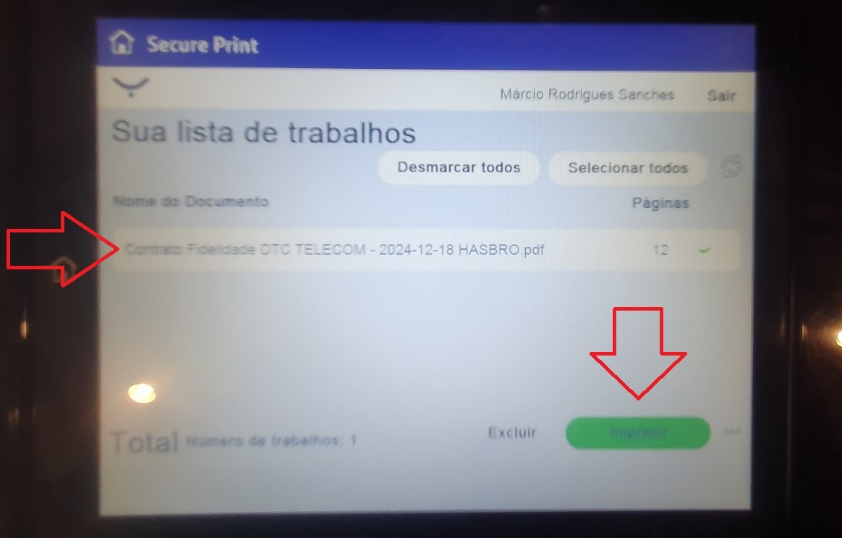 Secure Print
Márcio Rodrigues Sanches Sair
Sua lista de trabalhos
Desmarcar todos Selecionar todos
Nome do Documento Páginas
Contrato Fidelidade DTC TELECOM - 2024-12-18 HASBRO.pdf 12
Total Número de trabalhos: 1 Excluir Imprimir